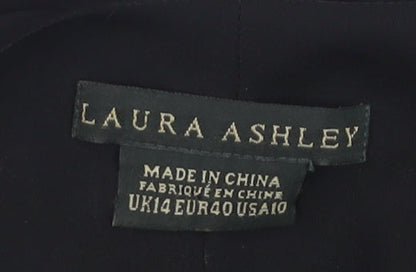 LAURA ASHLEY
MADE IN CHINA
FABRIQUÉ EN CHINE
UK14 EUR40 USA10